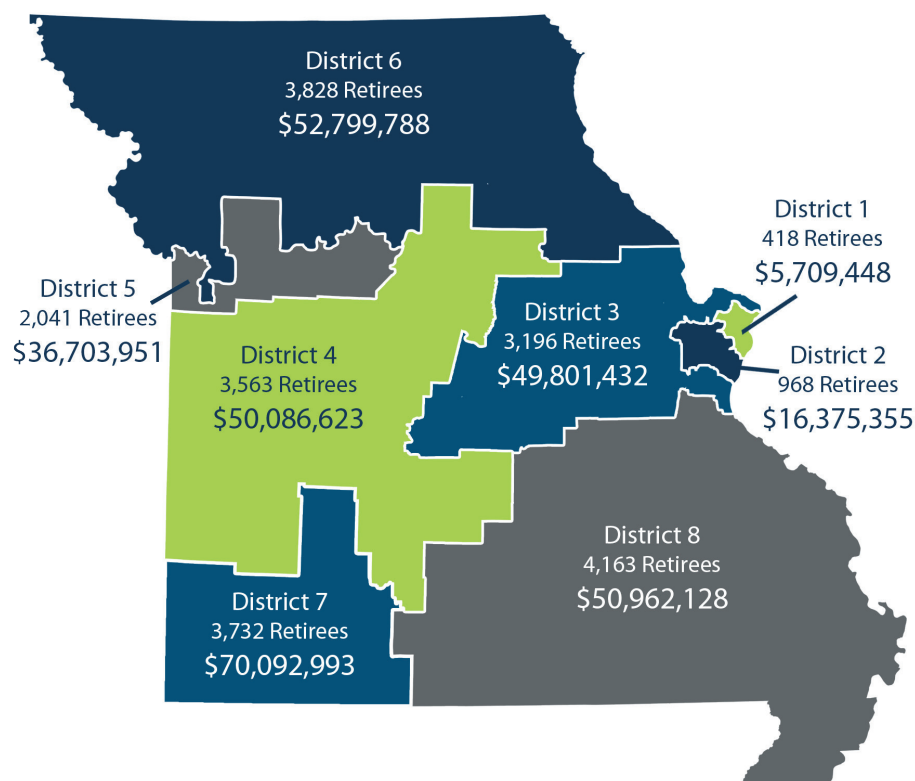 District 6
3,828 Retirees
$52,799,788
District 1
418 Retirees
$5,709,448
District 5
2,041 Retirees
$36,703,951
District 3
3,196 Retirees
$49,801,432
District 4
3,563 Retirees
$50,086,623
District 2
968 Retirees
$16,375,355
District 8
4,163 Retirees
$50,962,128
District 7
3,732 Retirees
$70,092,993